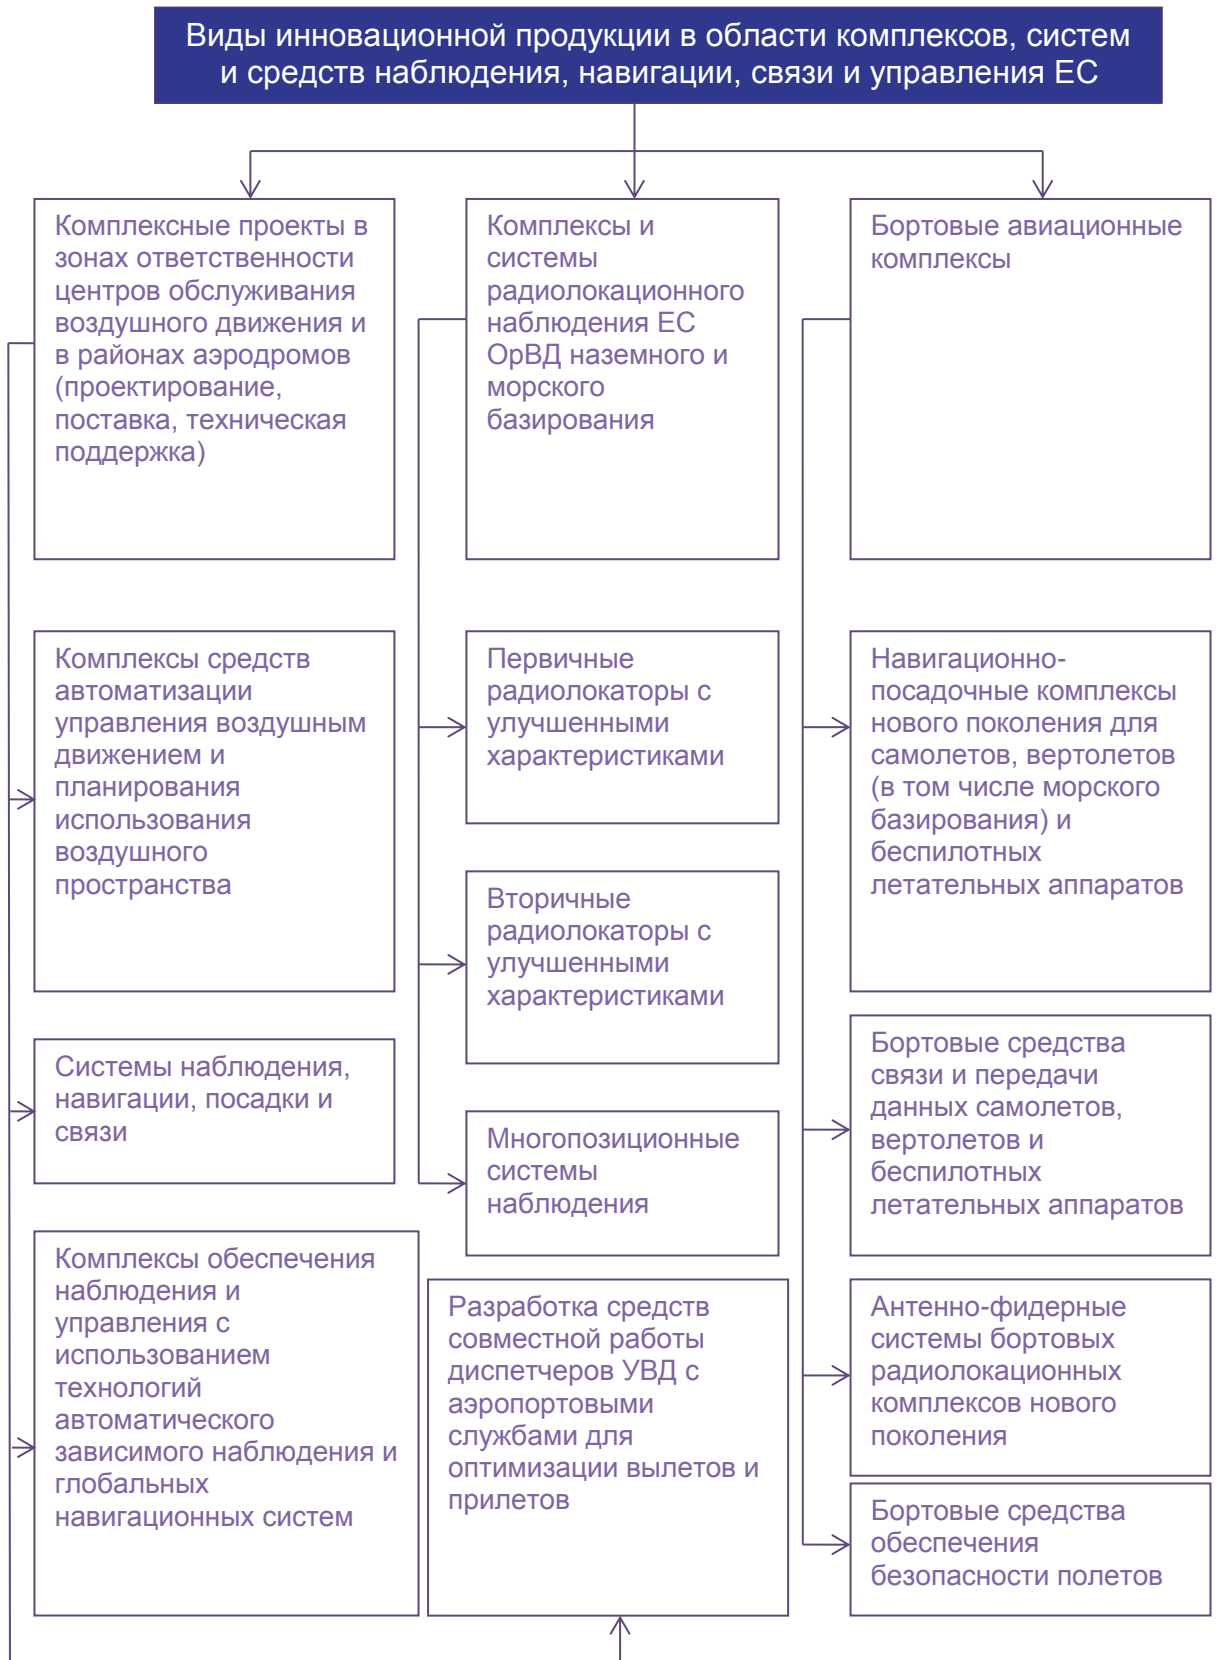 Виды инновационной продукции в области комплексов, систем
и средств наблюдения, навигации, связи и управления ЕС
Комплексные проекты в
зонах ответственности
центров обслуживания
воздушного движения и
в районах аэродромов
(проектирование,
поставка, техническая
поддержка)
Комплексы и
системы
радиолокационного
наблюдения ЕС
ОрВД наземного и
морского
базирования
Бортовые авиационные
комплексы
Комплексы средств
автоматизации
управления воздушным
движением и
планирования
использования
воздушного
пространства
Первичные
радиолокаторы с
улучшенными
характеристиками
Навигационно-
посадочные комплексы
нового поколения для
самолетов, вертолетов
(в том числе морского
базирования) и
беспилотных
летательных аппаратов
Вторичные
радиолокаторы с
улучшенными
характеристиками
Системы наблюдения,
навигации, посадки и
связи
Бортовые средства
связи и передачи
данных самолетов,
вертолетов и
беспилотных
летательных аппаратов
Многопозиционные
системы
наблюдения
Комплексы обеспечения
наблюдения и
управления с
использованием
технологий
автоматического
зависимого наблюдения и
глобальных
навигационных систем
Разработка средств
совместной работы
диспетчеров УВД с
аэропортовыми
службами для
оптимизации вылетов и
прилетов
Антенно-фидерные
системы бортовых
радиолокационных
комплексов нового
поколения
Бортовые средства
обеспечения
безопасности полетов